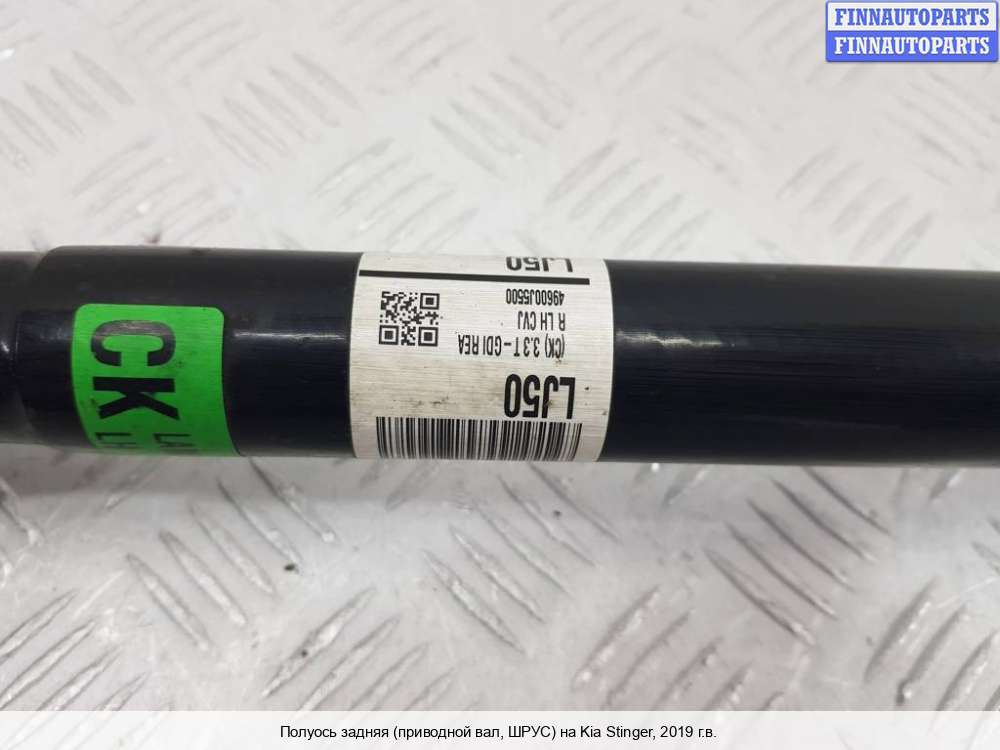 FINNAUTOPARTS
FINNAUTOPARTS
CK
LJ50
(CK) 3.3 T-GDI REA
R LH CVJ
49600J5500
LJ50
Полуось задняя (приводной вал, ШРУС) на Kia Stinger, 2019 г.в.